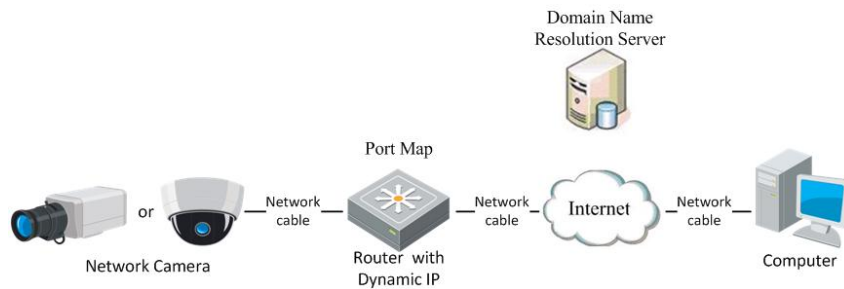 Domain Name
Resolution Server
Port Map
or
Network
cable
Network
cable
Internet
Network
cable
Network Camera
Router with
Dynamic IP
Computer